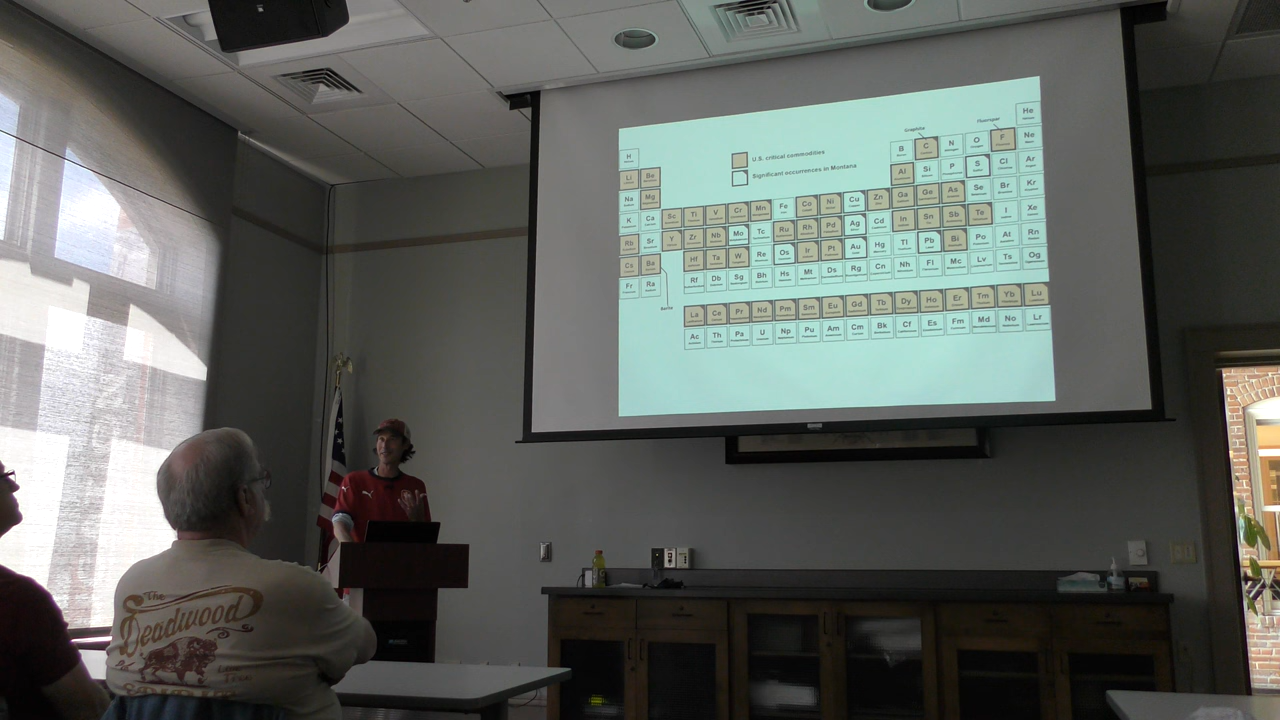 He
Graphite
Fluorspar
H
U.S. critical commodities
B C N O F Ne
Li Be
Significant occurrences in Montana
Al Si P S Cl Ar
Na Mg
K Ca Sc Ti V Cr Mn Fe Co Ni Cu Zn Ga Ge As Se Br Kr
Rb Sr Y Zr Nb Mo Tc Ru Rh Pd Ag Cd In Sn Sb Te I Xe
Cs Ba Hf Ta W Re Os Ir Pt Au Hg Tl Pb Bi Po At Rn
Fr Ra Rf Db Sg Bh Hs Mt Ds Rg Cn Nh Fl Mc Lv Ts Og
Barite
La Ce Pr Nd Pm Sm Eu Gd Tb Dy Ho Er Tm Yb Lu
Ac Th Pa U Np Pu Am Cm Bk Cf Es Fm Md No Lr
The
Deadwood